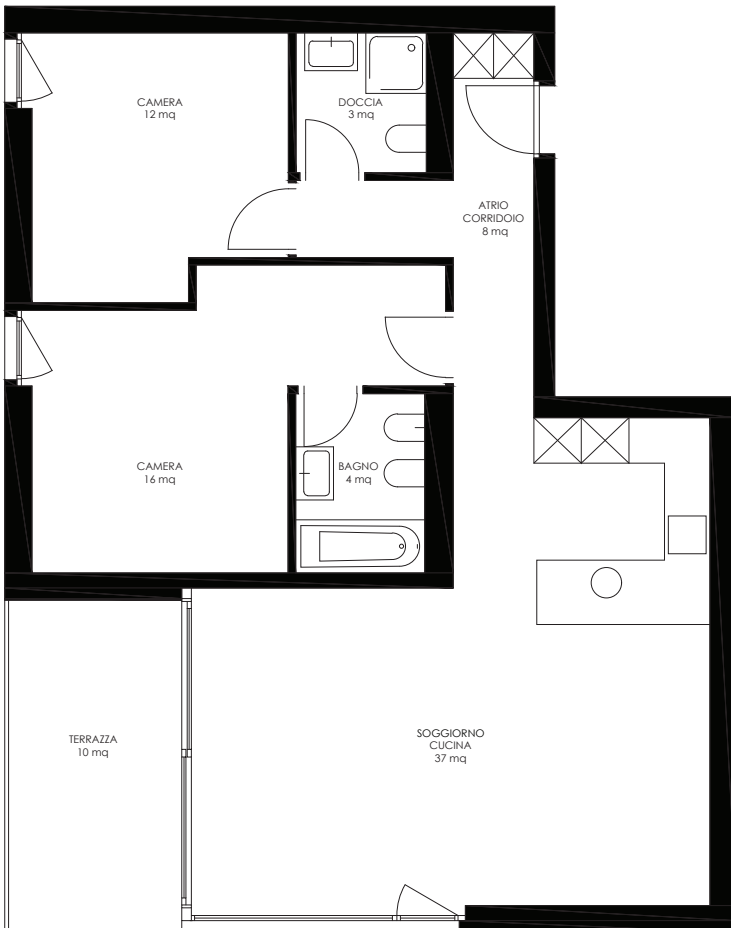 CAMERA
12 mq
DOCCIA
3 mq
ATRIO
CORRIDOIO
8 mq
CAMERA
16 mq
BAGNO
4 mq
TERRAZZA
10 mq
SOGGIORNO
CUCINA
37 mq